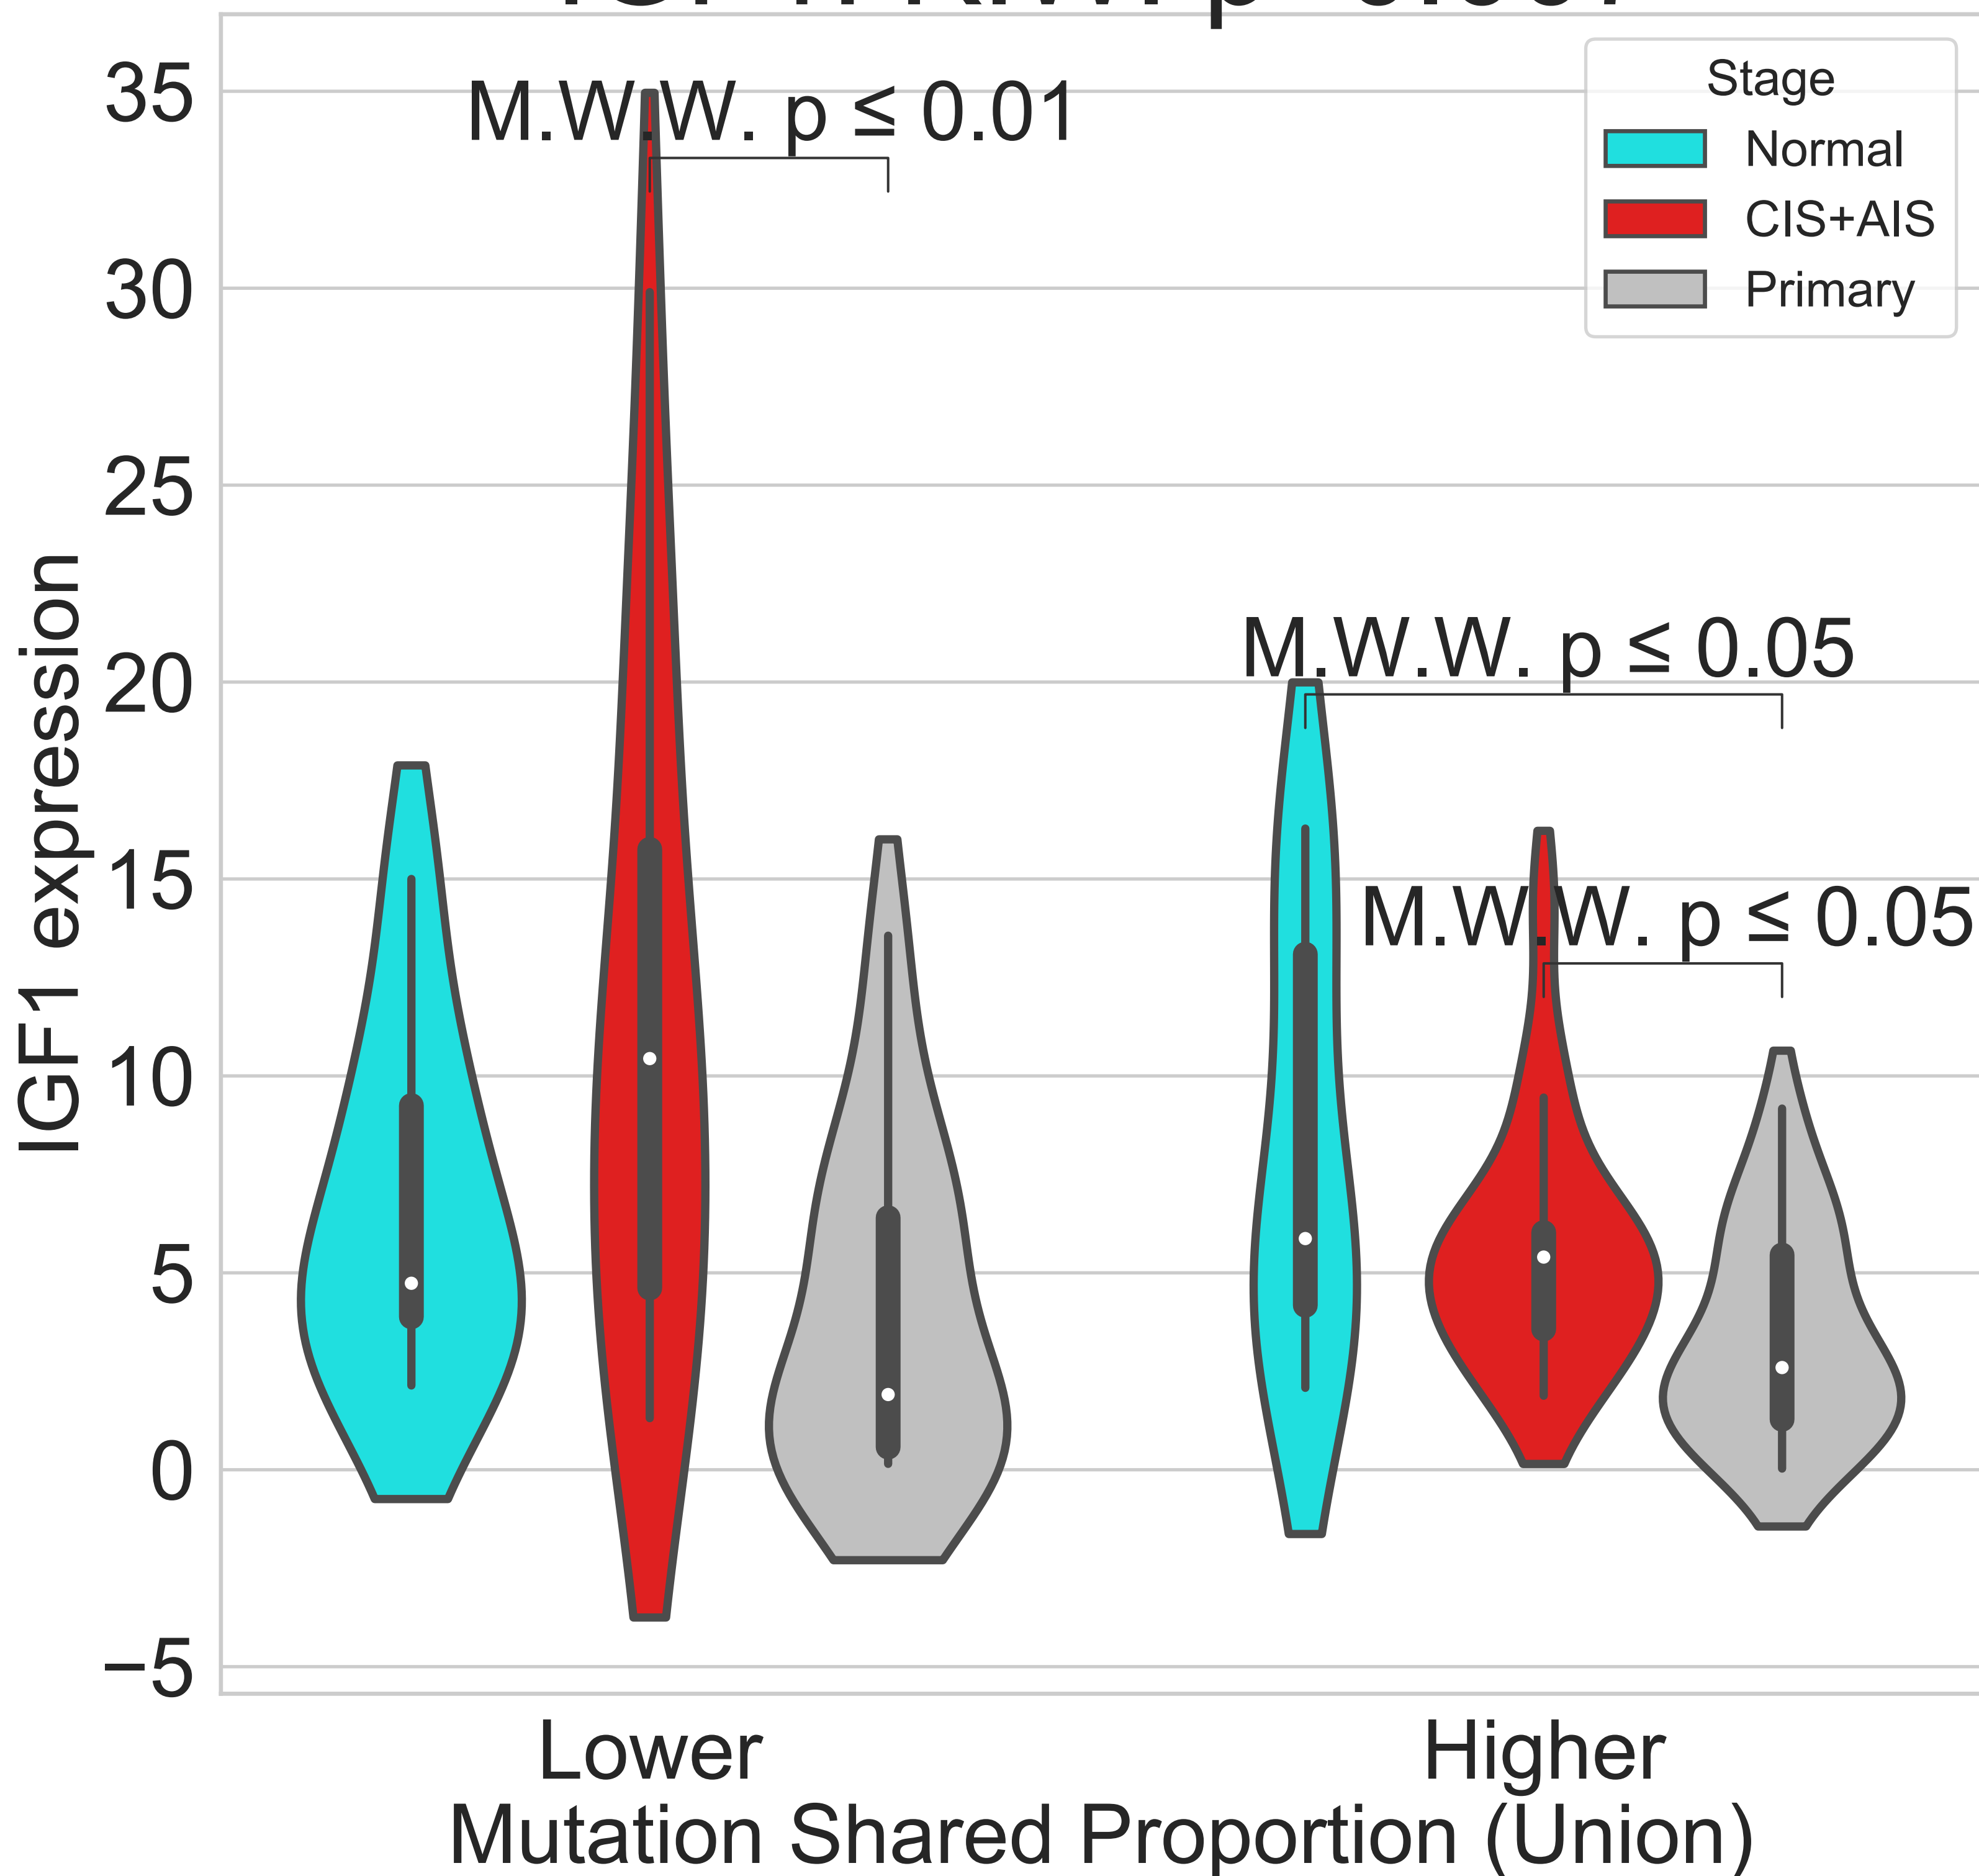 35
30
25
20
15
10
5
0
−5
IGF1 expression
M.W.W. p ≤ 0.01
M.W.W. p ≤ 0.05
M.W.W. p ≤ 0.05
Stage
Normal
CIS+AIS
Primary
Lower
Higher
Mutation Shared Proportion (Union)